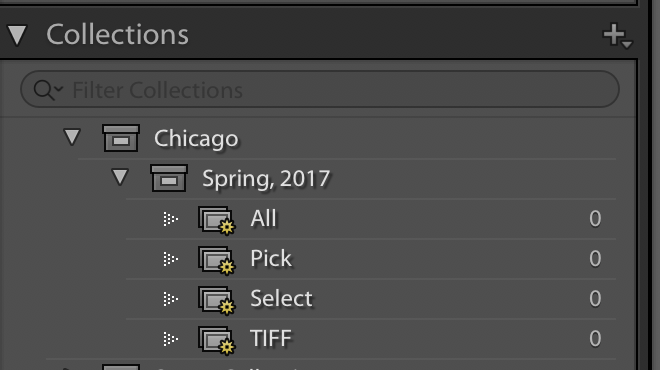 Collections
Filter Collections
Chicago
Spring, 2017
All 0
Pick 0
Select 0
TIFF 0